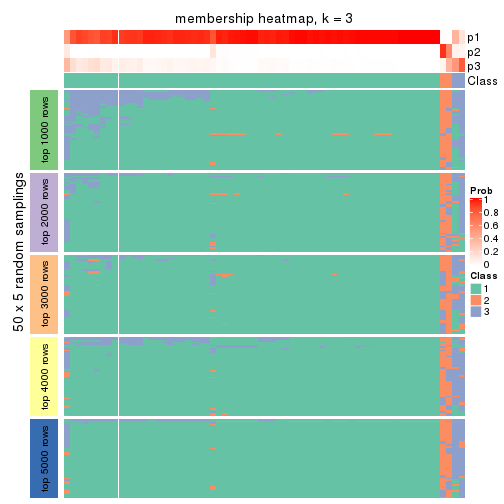 membership heatmap, k = 3
p1
p2
p3
Class
50 x 5 random samplings
top 1000 rows
top 2000 rows
top 3000 rows
top 4000 rows
top 5000 rows
Prob
1
0.8
0.6
0.4
0.2
0
Class
1
2
3